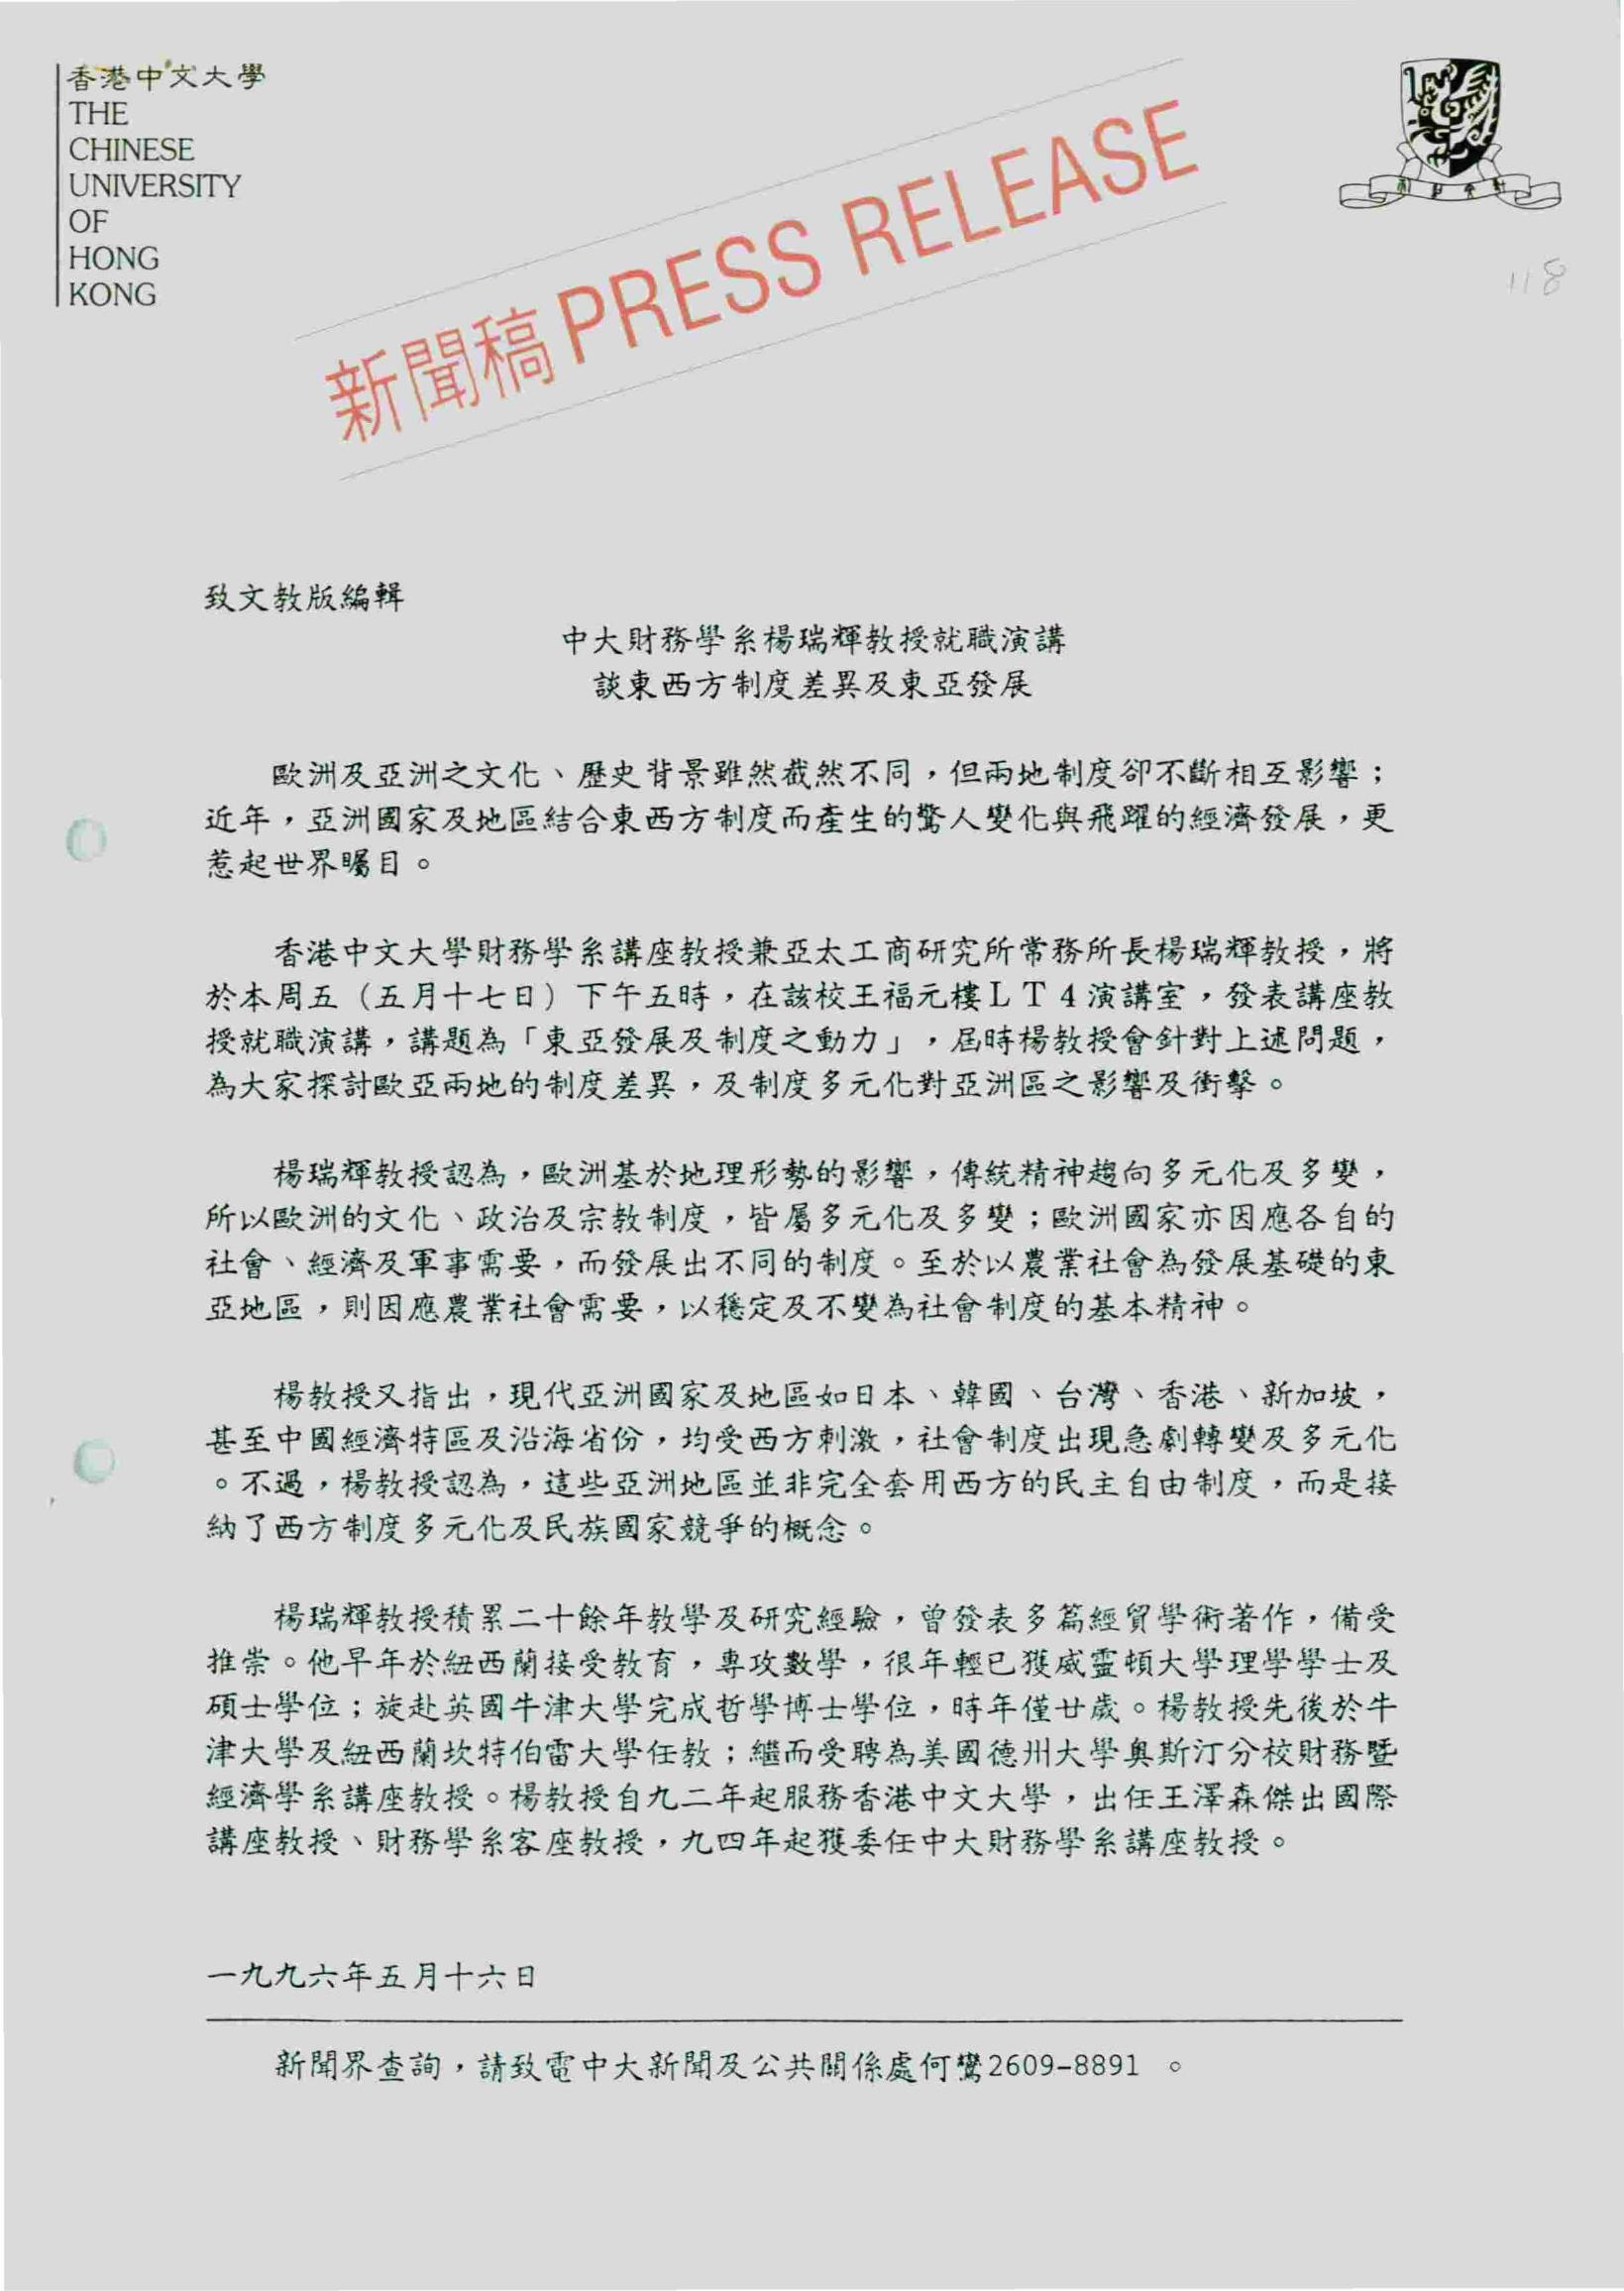 香港中文大學
THE
CHINESE
UNIVERSITY
OF
HONG
KONG
新聞稿 PRESS RELEASE
118
致文教版編輯
中大財務學系楊瑞輝教授就職演講
談東西方制度差異及東亞發展
歐洲及亞洲之文化、歷史背景雖然截然不同，但兩地制度卻不斷相互影響；
近年，亞洲國家及地區結合東西方制度而產生的驚人變化與飛躍的經濟發展，更
惹起世界矚目。
香港中文大學財務學系講座教授兼亞太工商研究所常務所長楊瑞輝教授，將
於本周五（五月十七日）下午五時，在該校王福元樓ＬＴ４演講室，發表講座教
授就職演講，講題為「東亞發展及制度之動力」，屆時楊教授會針對上述問題，
為大家探討歐亞兩地的制度差異，及制度多元化對亞洲區之影響及衝擊。
楊瑞輝教授認為，歐洲基於地理形勢的影響，傳統精神趨向多元化及多變，
所以歐洲的文化、政治及宗教制度，皆屬多元化及多變；歐洲國家亦因應各自的
社會、經濟及軍事需要，而發展出不同的制度。至於以農業社會為發展基礎的東
亞地區，則因應農業社會需要，以穩定及不變為社會制度的基本精神。
楊教授又指出，現代亞洲國家及地區如日本、韓國、台灣、香港、新加坡，
甚至中國經濟特區及沿海省份，均受西方刺激，社會制度出現急劇轉變及多元化
。不過，楊教授認為，這些亞洲地區並非完全套用西方的民主自由制度，而是接
納了西方制度多元化及民族國家競爭的概念。
楊瑞輝教授積累二十餘年教學及研究經驗，曾發表多篇經貿學術著作，備受
推崇。他早年於紐西蘭接受教育，專攻數學，很年輕已獲威靈頓大學理學學士及
碩士學位；旋赴英國牛津大學完成哲學博士學位，時年僅廿歲。楊教授先後於牛
津大學及紐西蘭坎特伯雷大學任教；繼而受聘為美國德州大學奧斯汀分校財務暨
經濟學系講座教授。楊教授自九二年起服務香港中文大學，出任王澤森傑出國際
講座教授、財務學系客座教授，九四年起獲委任中大財務學系講座教授。
一九九六年五月十六日
新聞界查詢，請致電中大新聞及公共關係處何鸞2609-8891 。